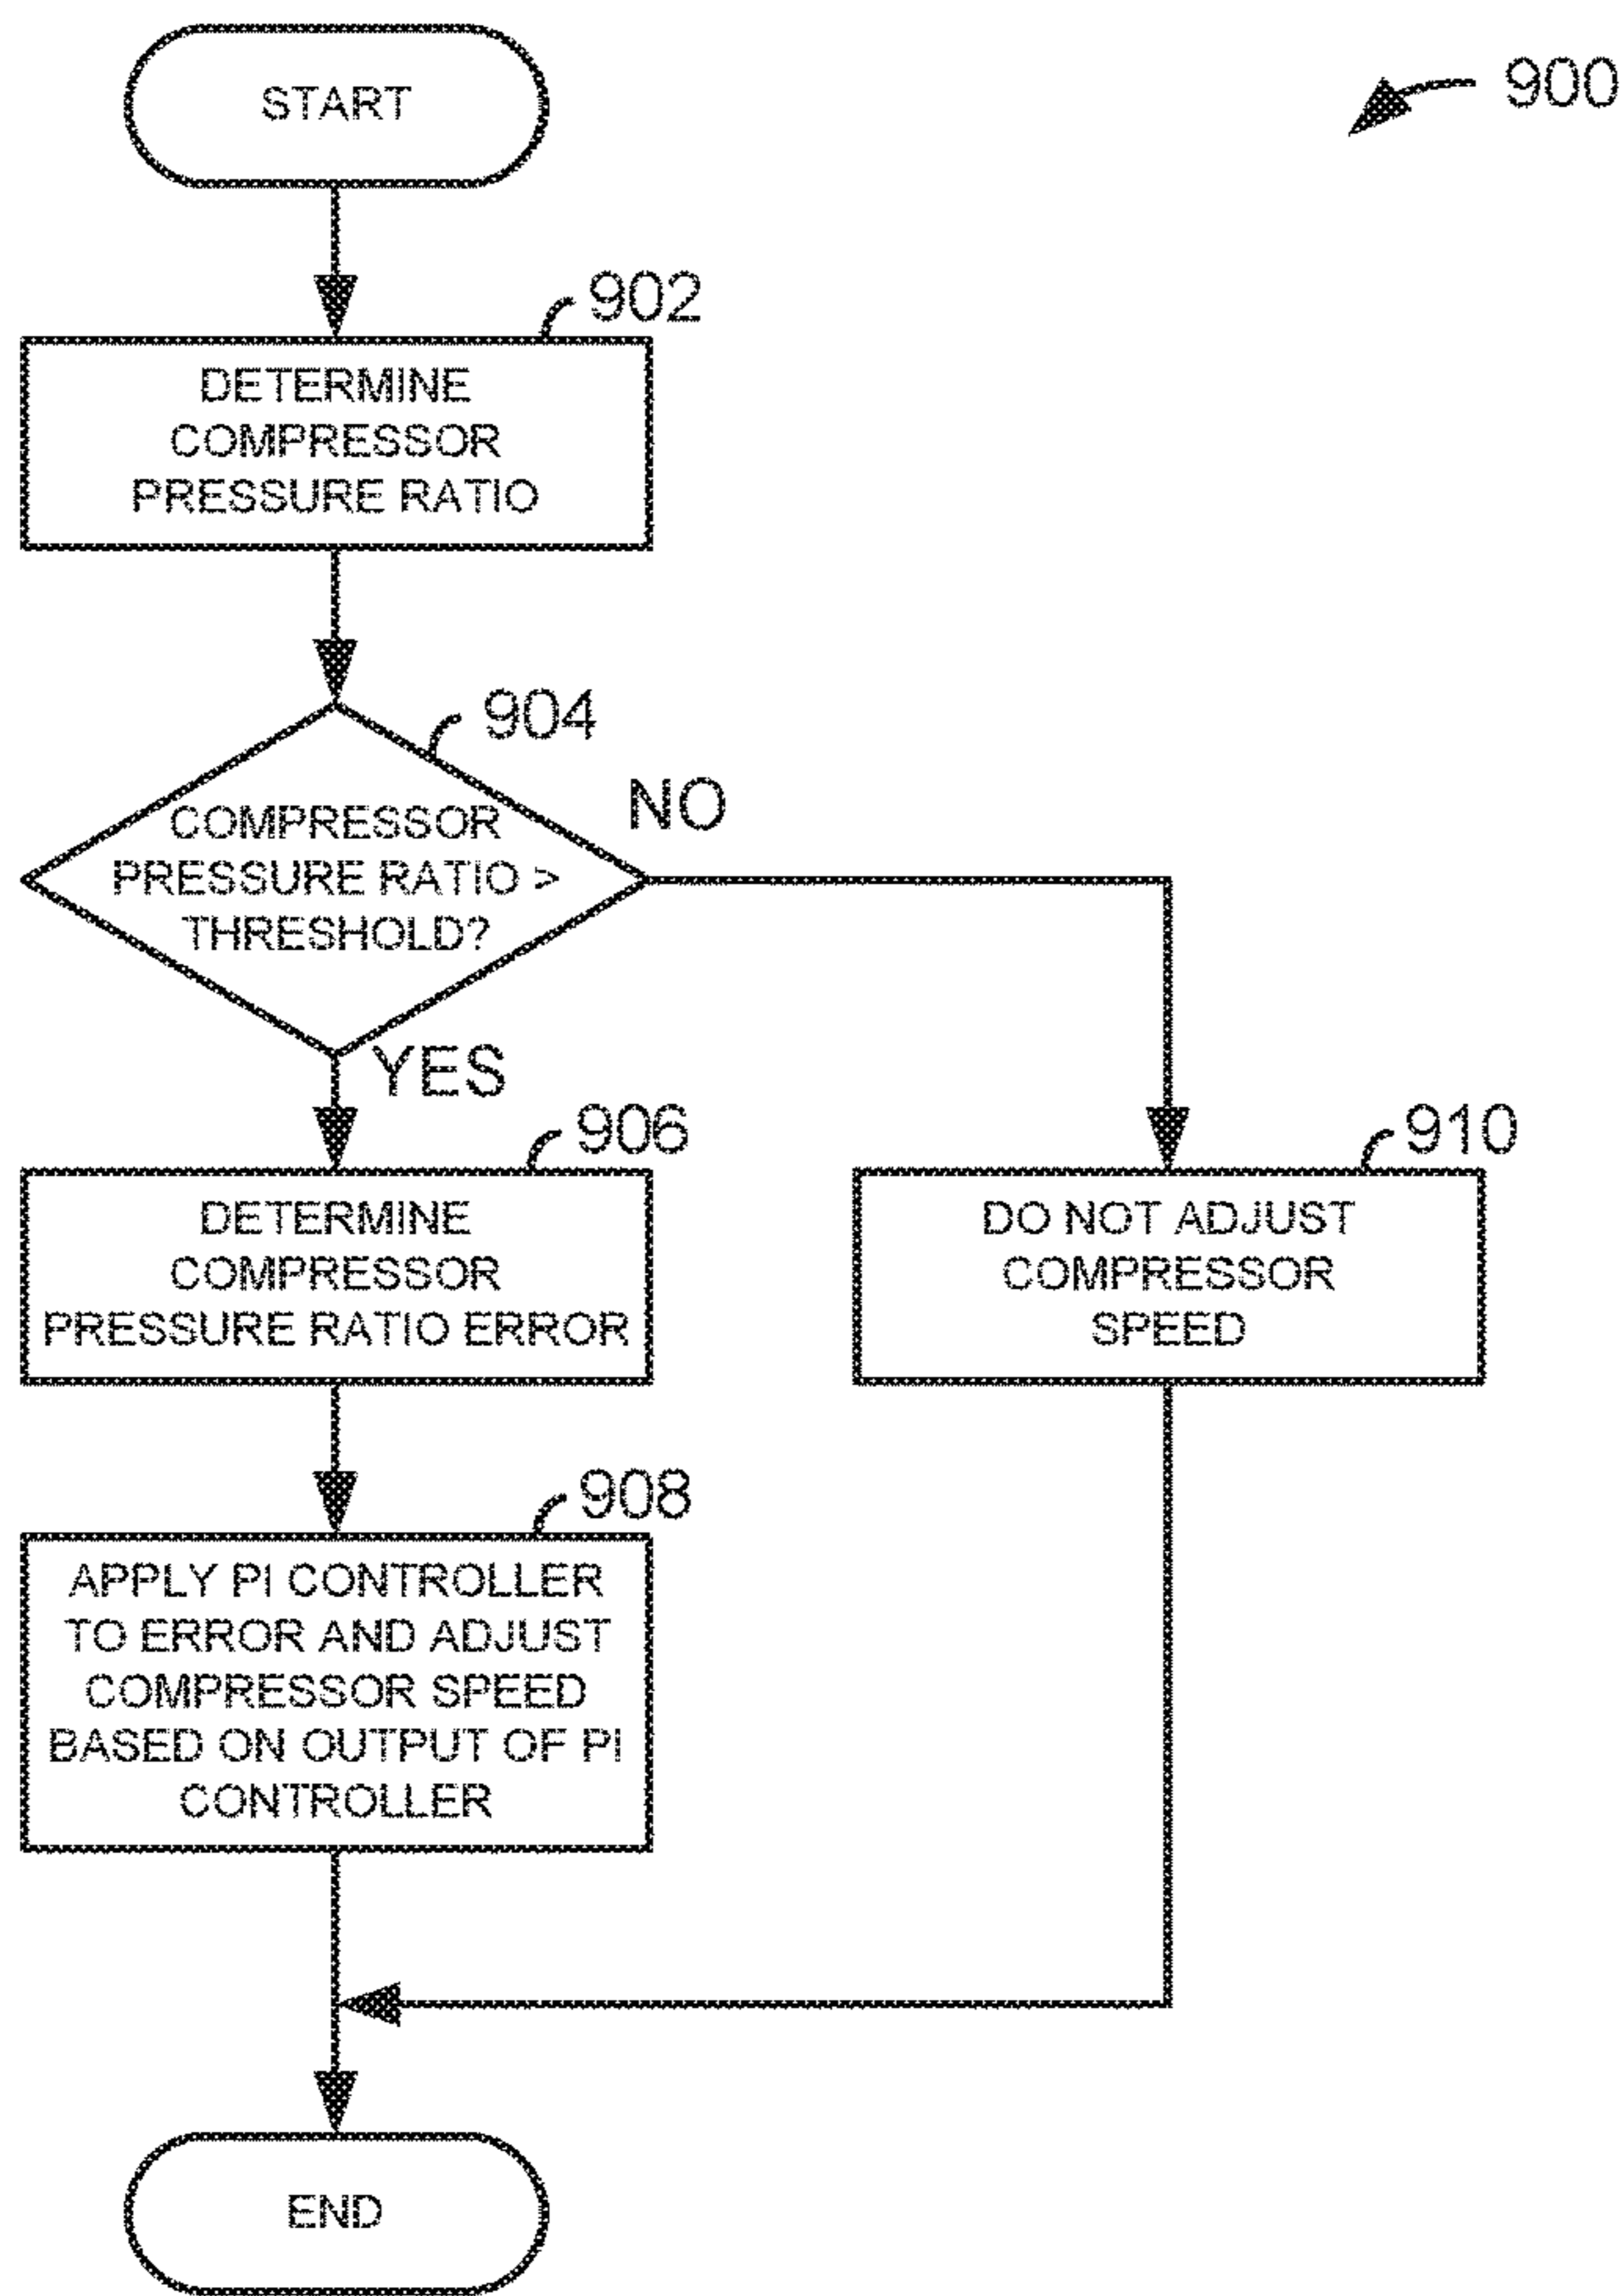 START
900
902
DETERMINE
COMPRESSOR
PRESSURE RATIO
904
COMPRESSOR
PRESSURE RATIO >
THRESHOLD?
NO
YES
906
DETERMINE
COMPRESSOR
PRESSURE RATIO ERROR
910
DO NOT ADJUST
COMPRESSOR
SPEED
908
APPLY PI CONTROLLER
TO ERROR AND ADJUST
COMPRESSOR SPEED
BASED ON OUTPUT OF PI
CONTROLLER
END